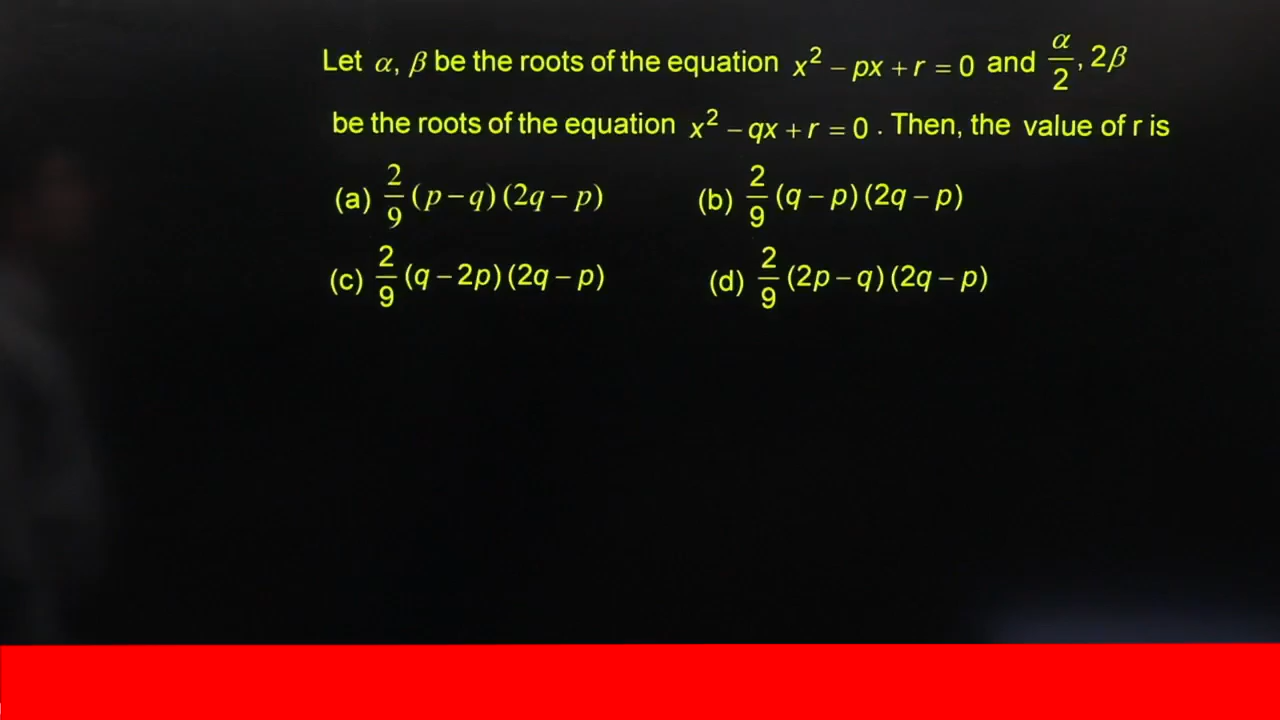 Let α, β be the roots of the equation x² − px + r = 0 and α/2, 2β
be the roots of the equation x² − qx + r = 0 . Then, the value of r is
(a) 2/9 (p − q) (2q − p) (b) 2/9 (q − p) (2q − p)
(c) 2/9 (q − 2p) (2q − p) (d) 2/9 (2p − q) (2q − p)